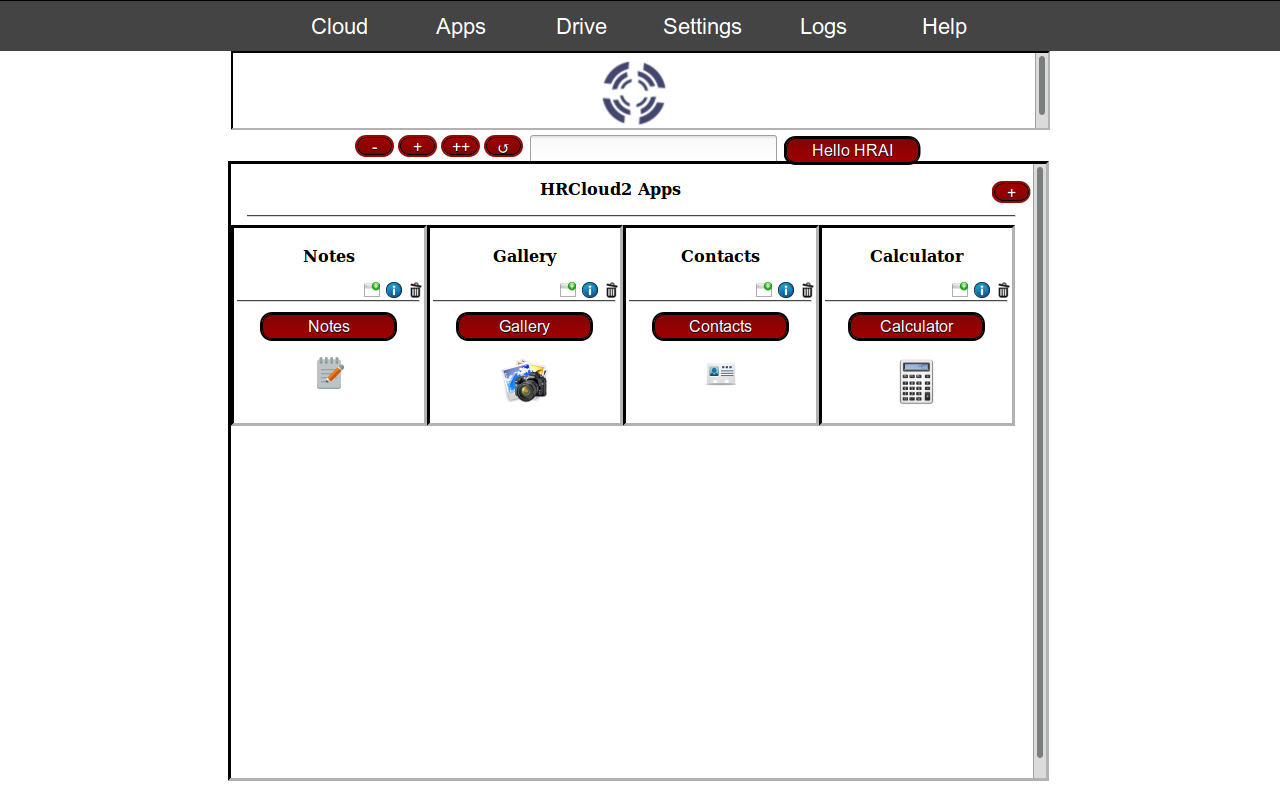 Cloud Apps Drive Settings Logs Help
- + ++ ↺ Hello HRAI
HRCloud2 Apps +
Notes Gallery Contacts Calculator
Notes Gallery Contacts Calculator